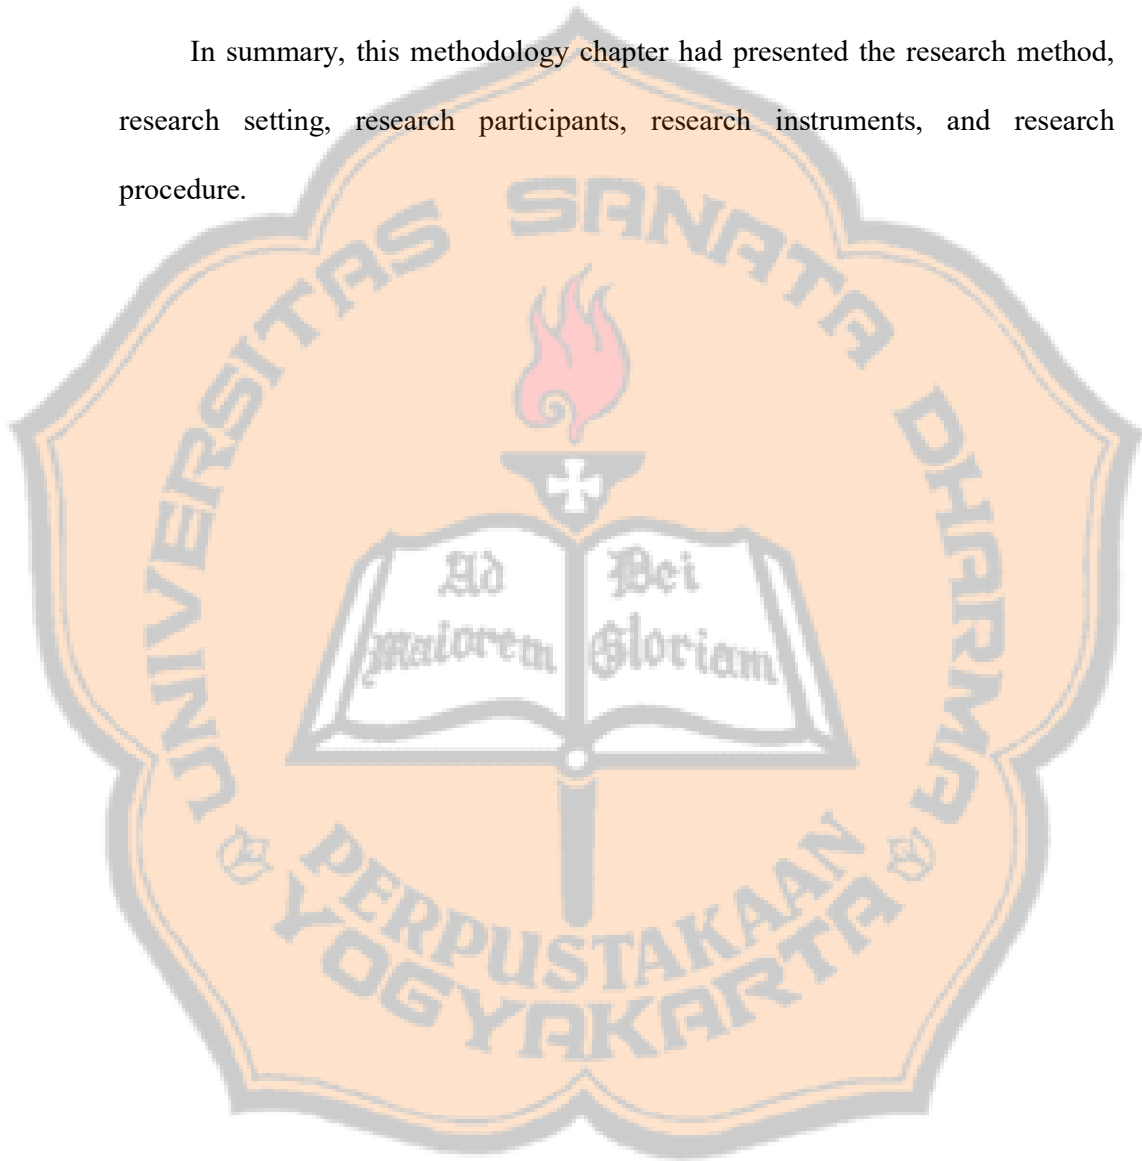 In summary, this methodology chapter had presented the research method,
research setting, research participants, research instruments, and research
procedure.
UNIVERSITAS SANATA DHARMA
Ad Dei
Maiorem Gloriam
PERPUSTAKAAN
YOGYAKARTA